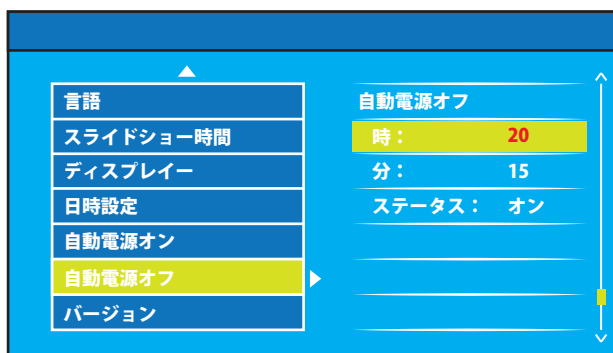 言語
スライドショー時間
ディスプレイー
日時設定
自動電源オン
自動電源オフ
バージョン
自動電源オフ
時： 20
分： 15
ステータス： オン